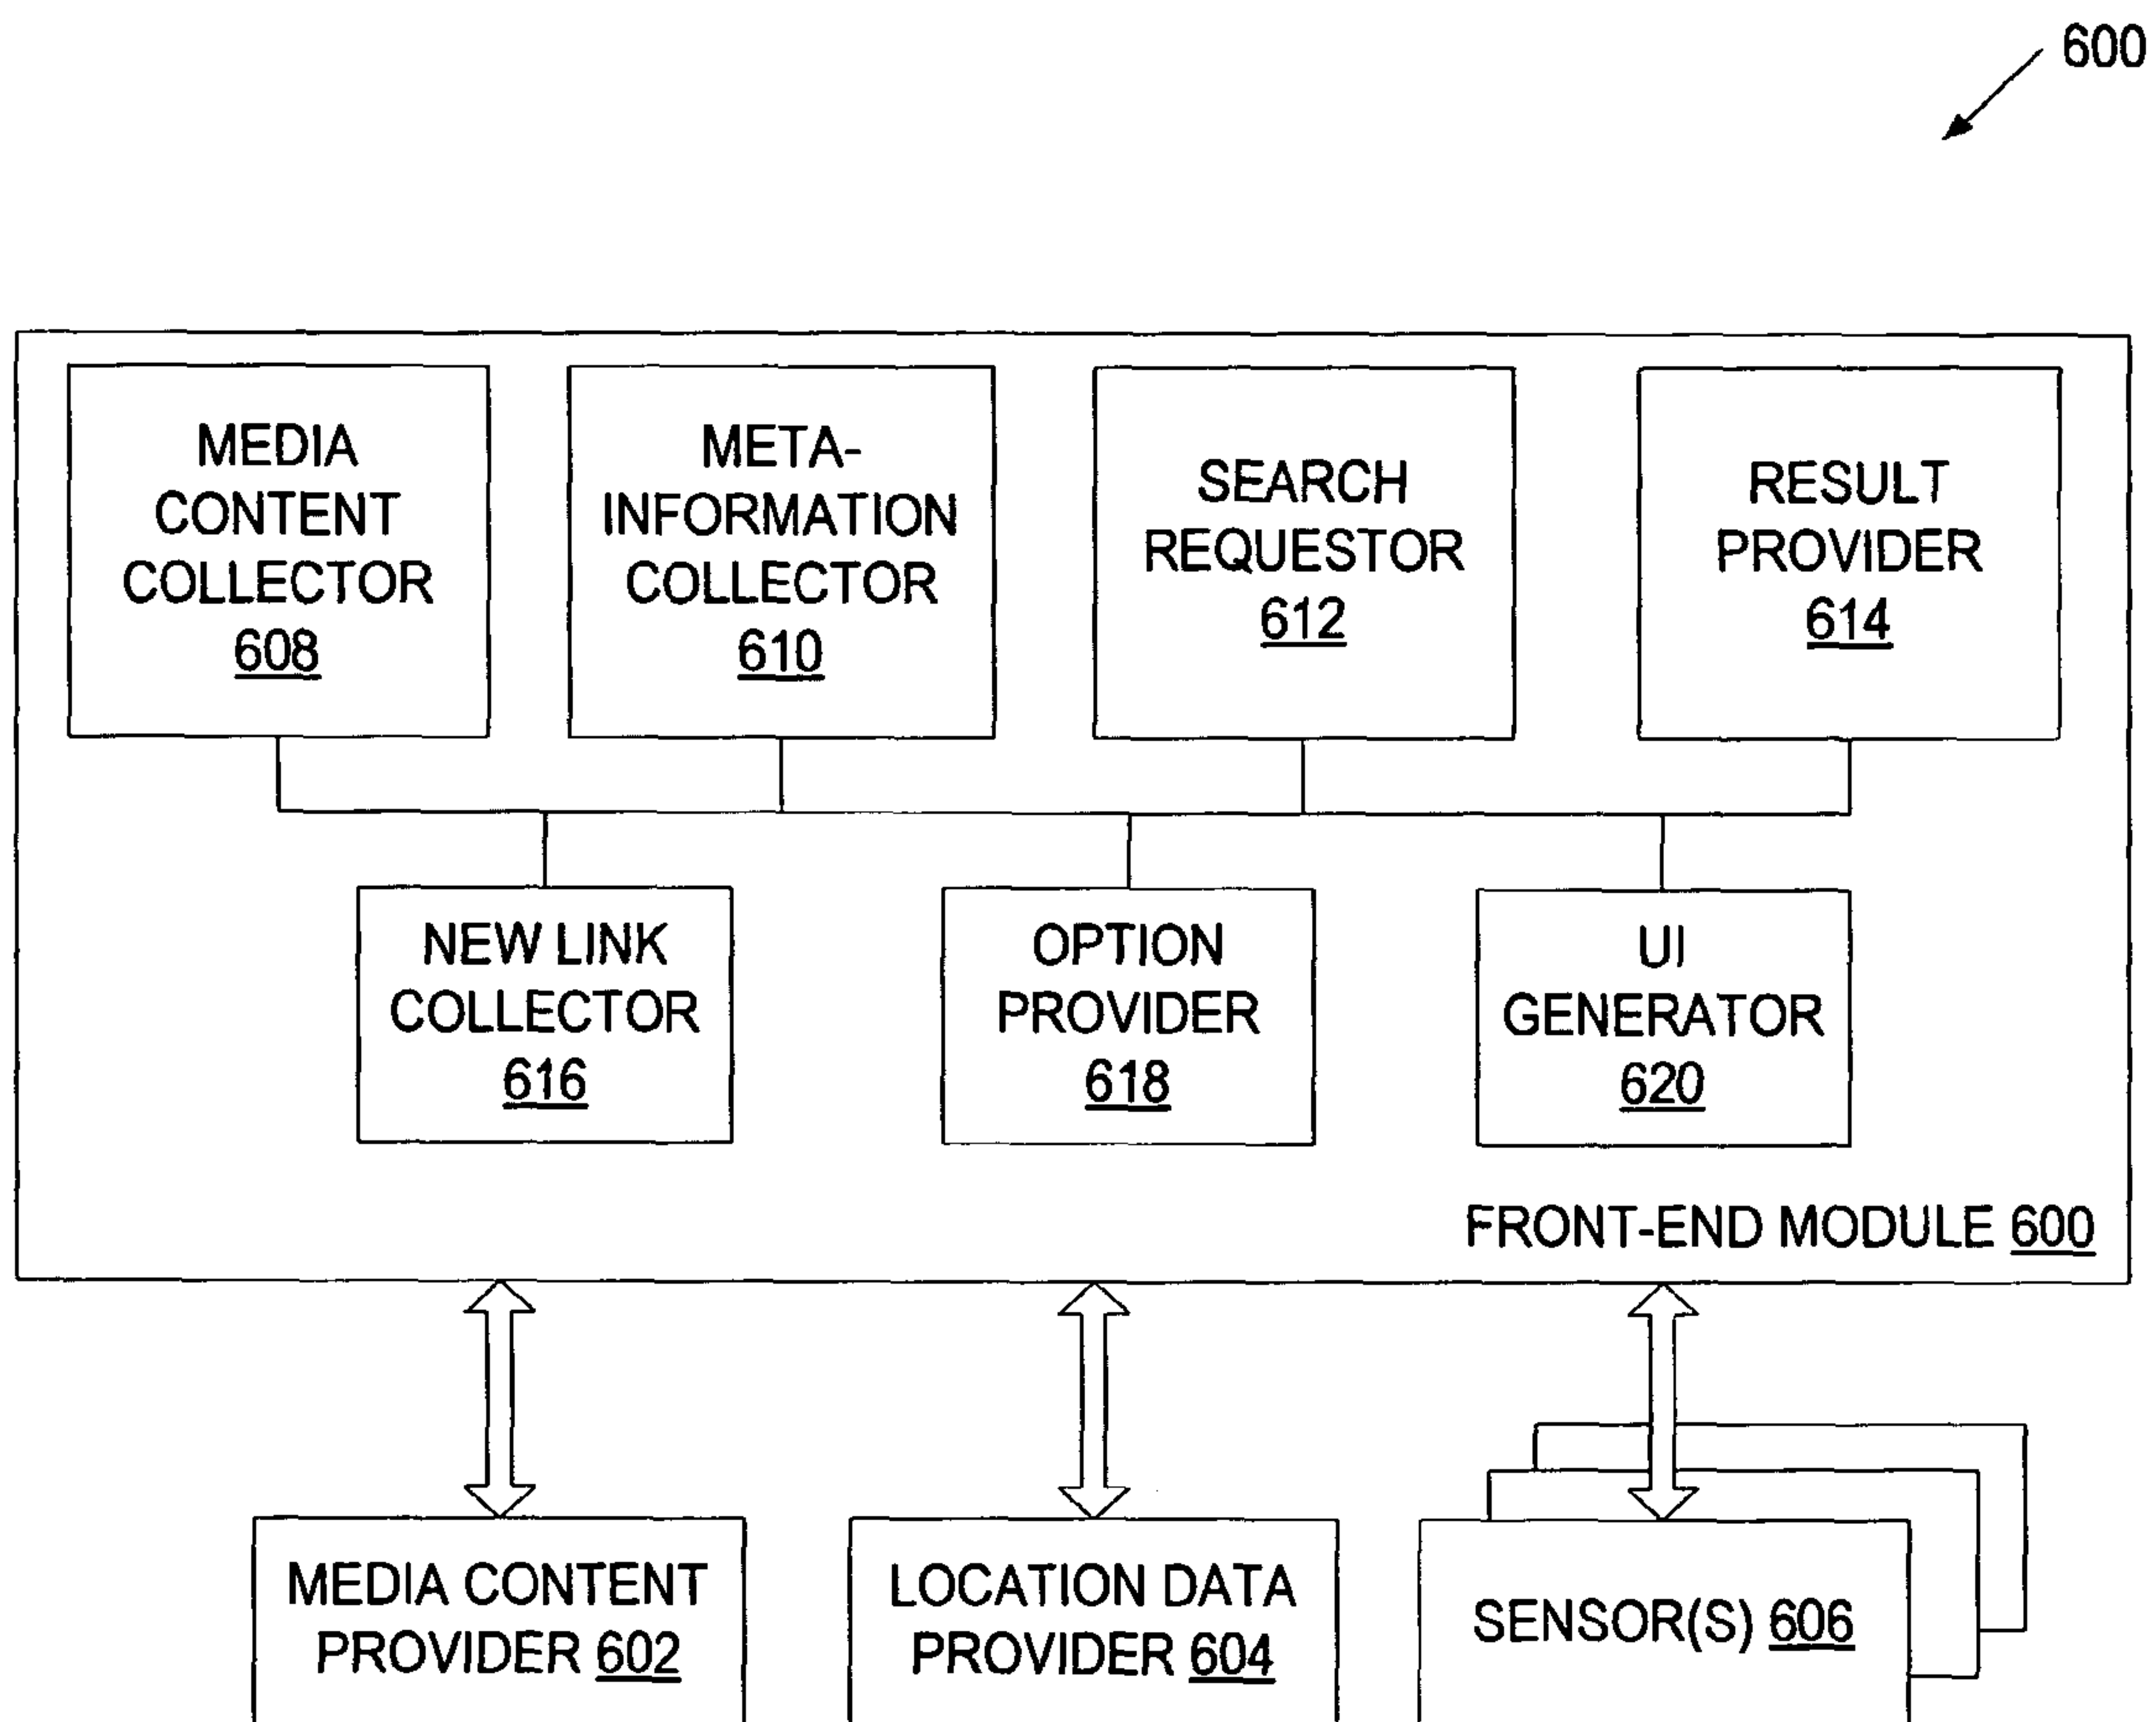 600
MEDIA
CONTENT
COLLECTOR
608
META-
INFORMATION
COLLECTOR
610
SEARCH
REQUESTOR
612
RESULT
PROVIDER
614
NEW LINK
COLLECTOR
616
OPTION
PROVIDER
618
UI
GENERATOR
620
FRONT-END MODULE 600
MEDIA CONTENT
PROVIDER 602
LOCATION DATA
PROVIDER 604
SENSOR(S) 606